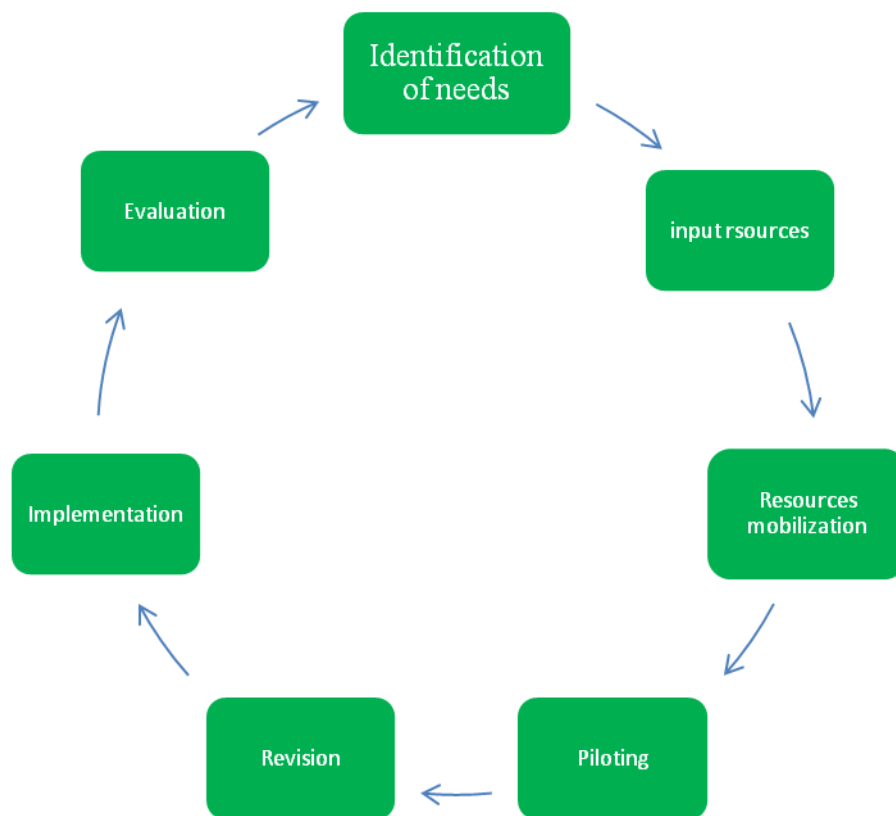 Identification
of needs
input rsources
Resources
mobilization
Piloting
Revision
Implementation
Evaluation